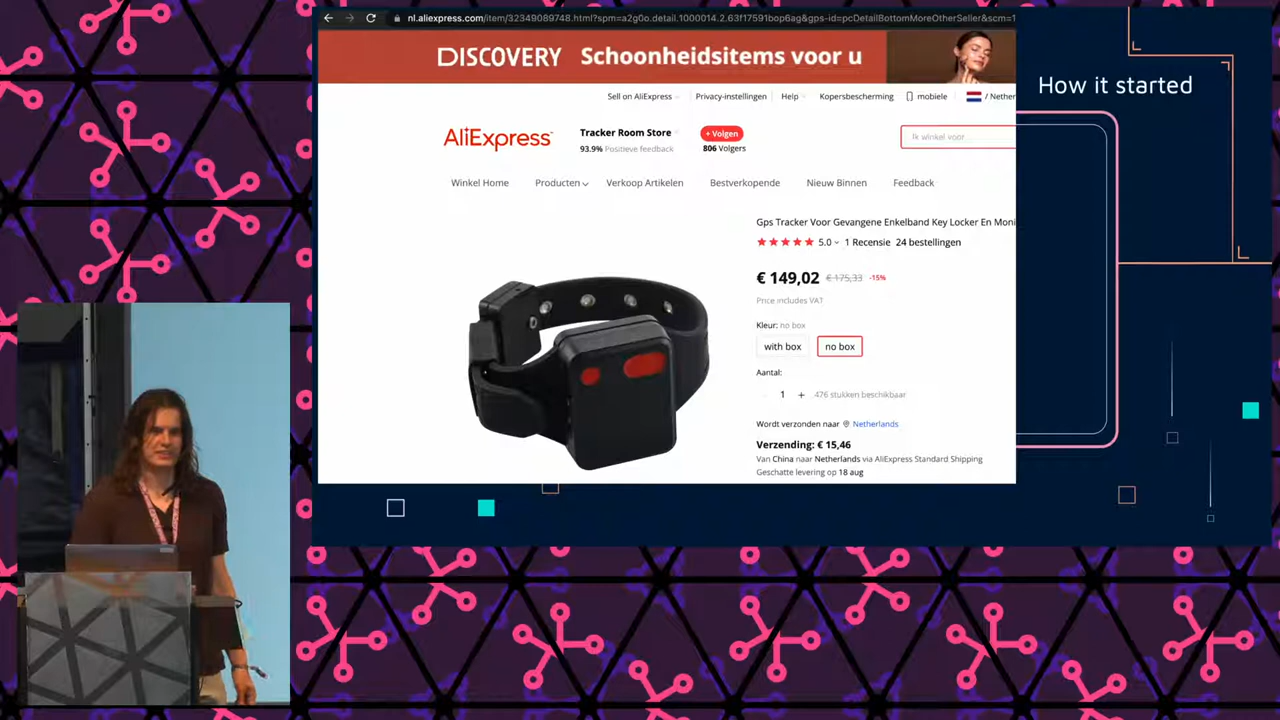 nl.aliexpress.com/item/32349089748.html?spm=a2g0o.detail.1000014.2.63f17591bop6ag&gps-id=pcDetailBottomMoreOtherSeller&scm=1
DISCOVERY Schoonheidsitems voor u
How it started
Sell on AliExpress Privacy-instellingen Help Kopersbescherming mobiele / Nether
AliExpress
Tracker Room Store
93.9% Positieve feedback
+ Volgen
806 Volgers
Ik winkel voor...
Winkel Home Producten Verkoop Artikelen Bestverkopende Nieuw Binnen Feedback
Gps Tracker Voor Gevangene Enkelband Key Locker En Moni
5.0 1 Recensie 24 bestellingen
€ 149,02 € 175,33 -15%
Price includes VAT
Kleur: no box
with box no box
Aantal:
- 1 + 476 stukken beschikbaar
Wordt verzonden naar Netherlands
Verzending: € 15,46
Van China naar Netherlands via AliExpress Standard Shipping
Geschatte levering op 18 aug